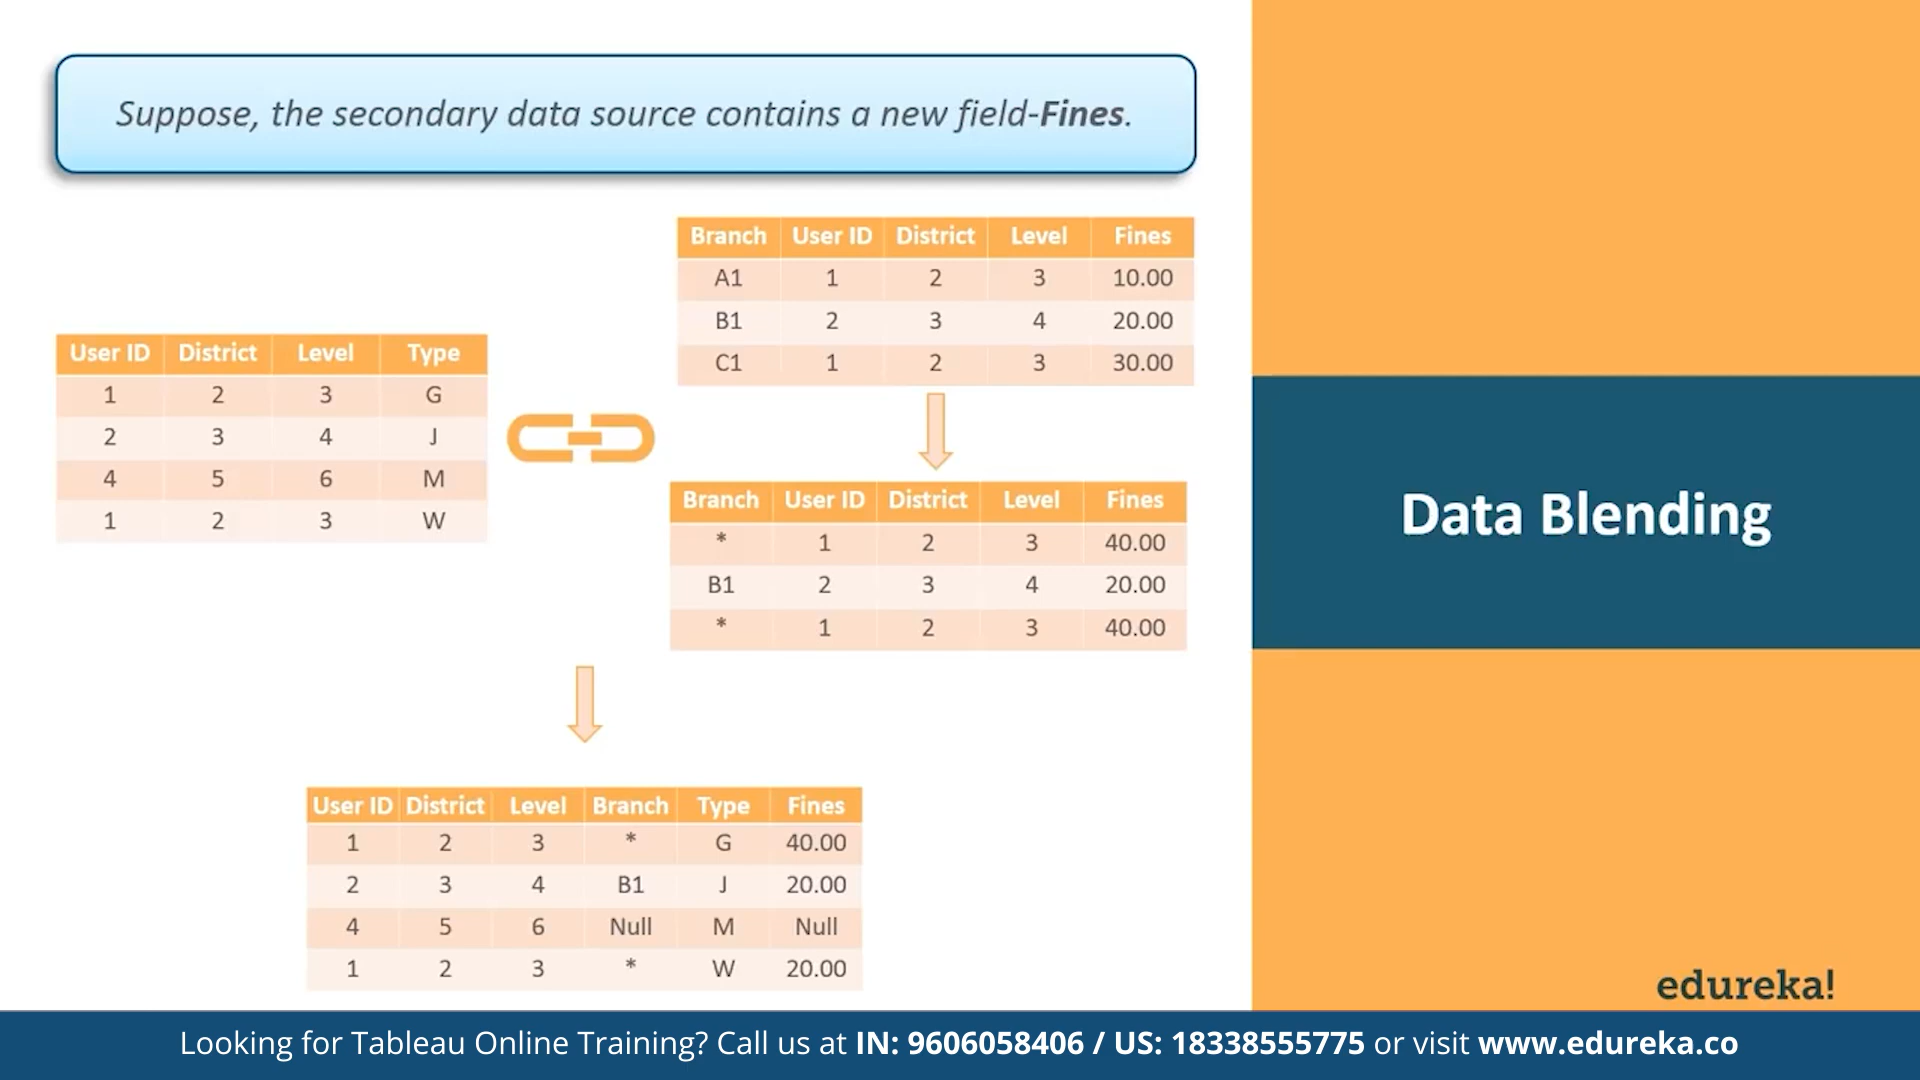 Suppose, the secondary data source contains a new field-Fines.
Branch User ID District Level Fines
A1 1 2 3 10.00
B1 2 3 4 20.00
C1 1 2 3 30.00
User ID District Level Type
1 2 3 G
2 3 4 J
4 5 6 M
1 2 3 W
Branch User ID District Level Fines
* 1 2 3 40.00
B1 2 3 4 20.00
* 1 2 3 40.00
User ID District Level Branch Type Fines
1 2 3 * G 40.00
2 3 4 B1 J 20.00
4 5 6 Null M Null
1 2 3 * W 20.00
Data Blending
edureka!
Looking for Tableau Online Training? Call us at IN: 9606058406 / US: 18338555775 or visit www.edureka.co